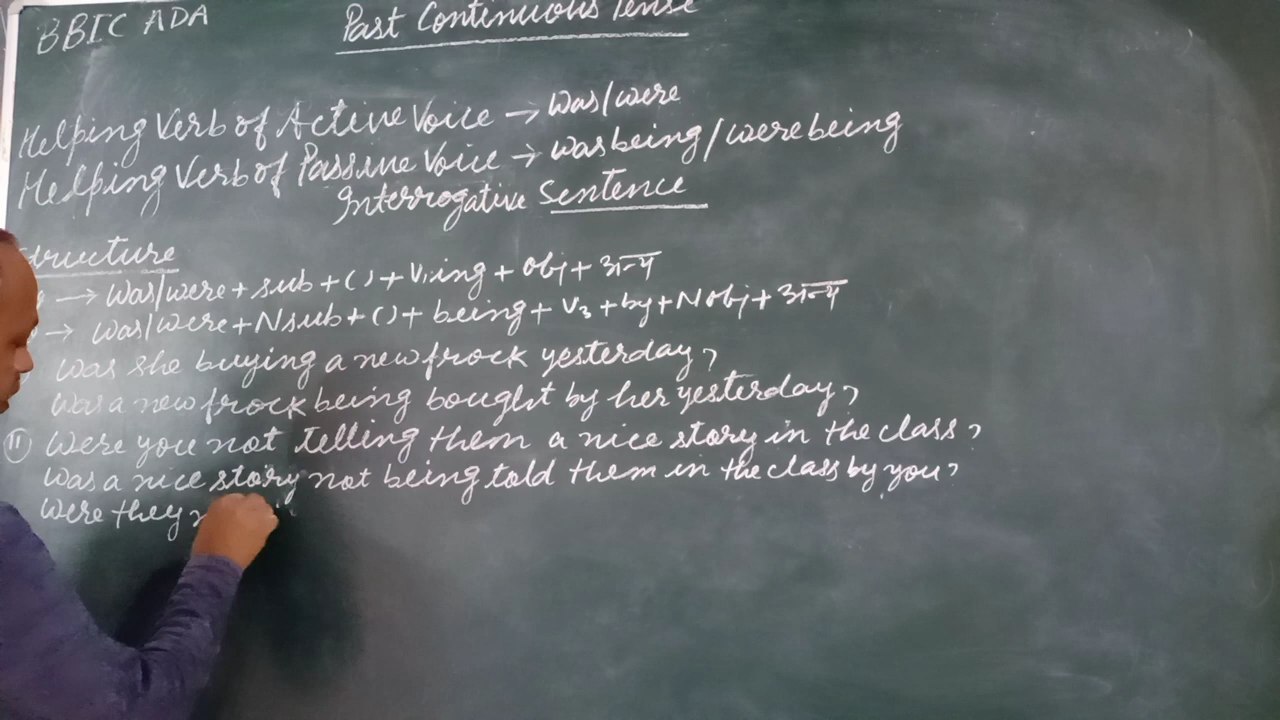 BBIC ADA
Past Continuous Tense
Helping Verb of Active Voice → was/were
Helping Verb of Passive Voice → was being/were being
Interrogative Sentence
Structure
→ was/were + sub + ( ) + V₁ing + obj + अन्य
→ was/were + N sub + ( ) + being + V₃ + by + N obj + अन्य
was she buying a new frock yesterday?
was a new frock being bought by her yesterday?
(II) were you not telling them a nice story in the class?
was a nice story not being told them in the class by you?
were they